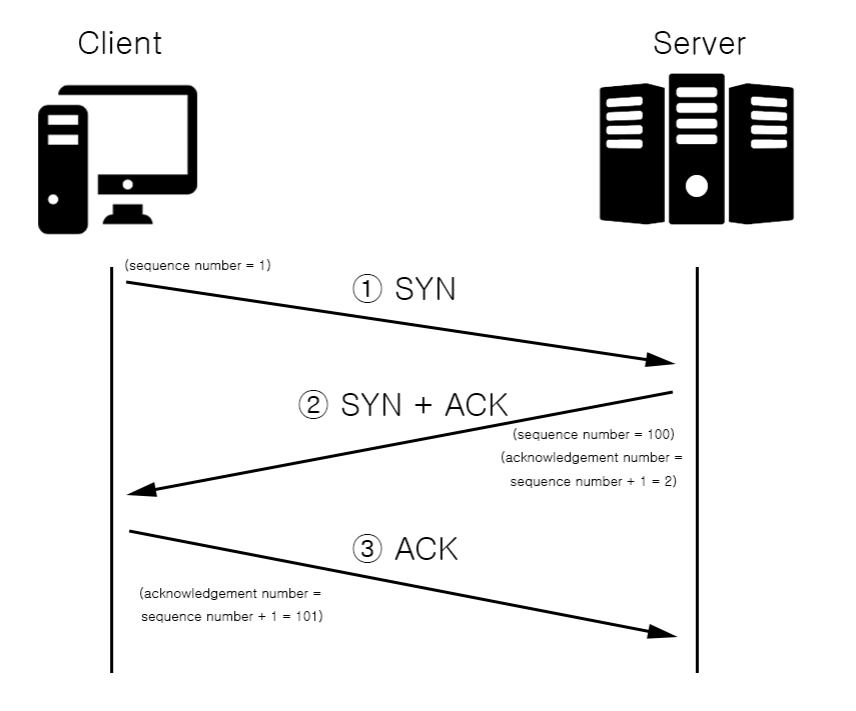 Client
Server
(sequence number = 1)
① SYN
② SYN + ACK
(sequence number = 100)
(acknowledgement number =
sequence number + 1 = 2)
③ ACK
(acknowledgement number =
sequence number + 1 = 101)